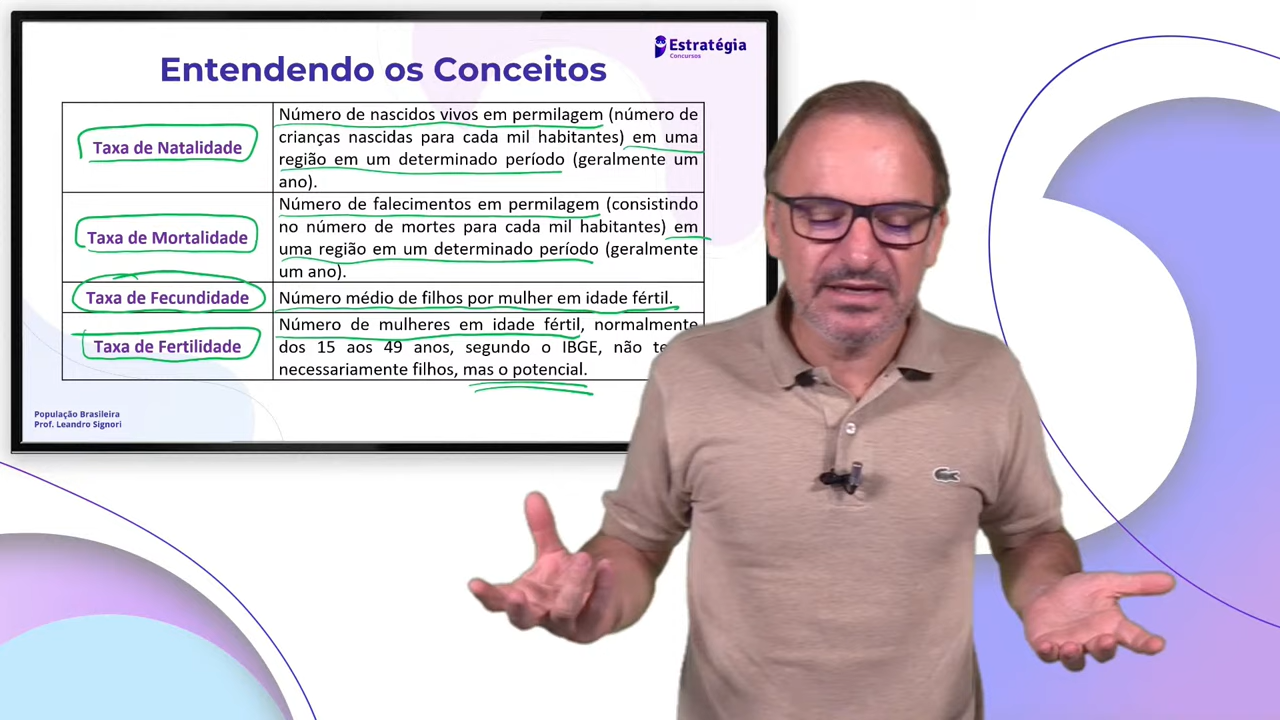 Estratégia
Concursos
Entendendo os Conceitos
Taxa de Natalidade
Número de nascidos vivos em permilagem (número de
crianças nascidas para cada mil habitantes) em uma
região em um determinado período (geralmente um
ano).
Taxa de Mortalidade
Número de falecimentos em permilagem (consistindo
no número de mortes para cada mil habitantes) em
uma região em um determinado período (geralmente
um ano).
Taxa de Fecundidade
Número médio de filhos por mulher em idade fértil.
Taxa de Fertilidade
Número de mulheres em idade fértil, normalmente
dos 15 aos 49 anos, segundo o IBGE, não
necessariamente filhos, mas o potencial.
População Brasileira
Prof. Leandro Signori